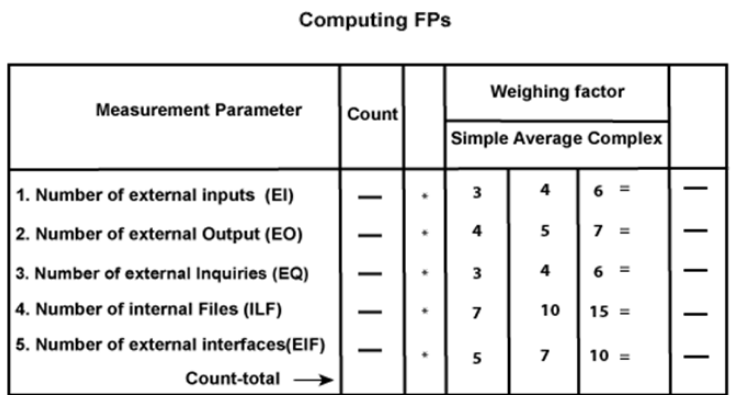 Computing FPs
Measurement Parameter Count Weighing factor
Simple Average Complex
1. Number of external inputs (EI) — * 3 4 6 = —
2. Number of external Output (EO) — * 4 5 7 = —
3. Number of external Inquiries (EQ) — * 3 4 6 = —
4. Number of internal Files (ILF) — * 7 10 15 = —
5. Number of external interfaces(EIF) — * 5 7 10 = —
Count-total →